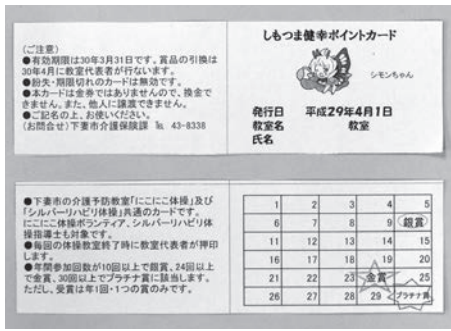 (ご注意)
●有効期限は30年3月31日です。賞品の引換は
30年4月に教室代表者が行ないます。
●紛失・期限切れのカードは無効です。
●本カードは金券ではありませんので、換金で
きません。また、他人に譲渡できません。
●ご記名の上、お使いください。
(お問合せ)下妻市介護保険課 ℡ 43-8338
しもつま健幸ポイントカード
シモンちゃん
発行日 平成29年4月1日
教室名 教室
氏名
●下妻市の介護予防教室「にこにこ体操」及び
「シルバーリハビリ体操」共通のカードです。
にこにこ体操ボランティア、シルバーリハビリ体
操指導士も対象です。
●毎回の体操教室終了時に教室代表者が押印
します。
●年間参加回数が10回以上で銀賞、24回以上
で金賞、30回以上でプラチナ賞に該当します。
ただし、受賞は年1回・1つの賞のみです。
1 2 3 4 5
6 7 8 9 銀賞
11 12 13 14 15
16 17 18 19 20
21 22 23 金賞 25
26 27 28 29 プラチナ賞